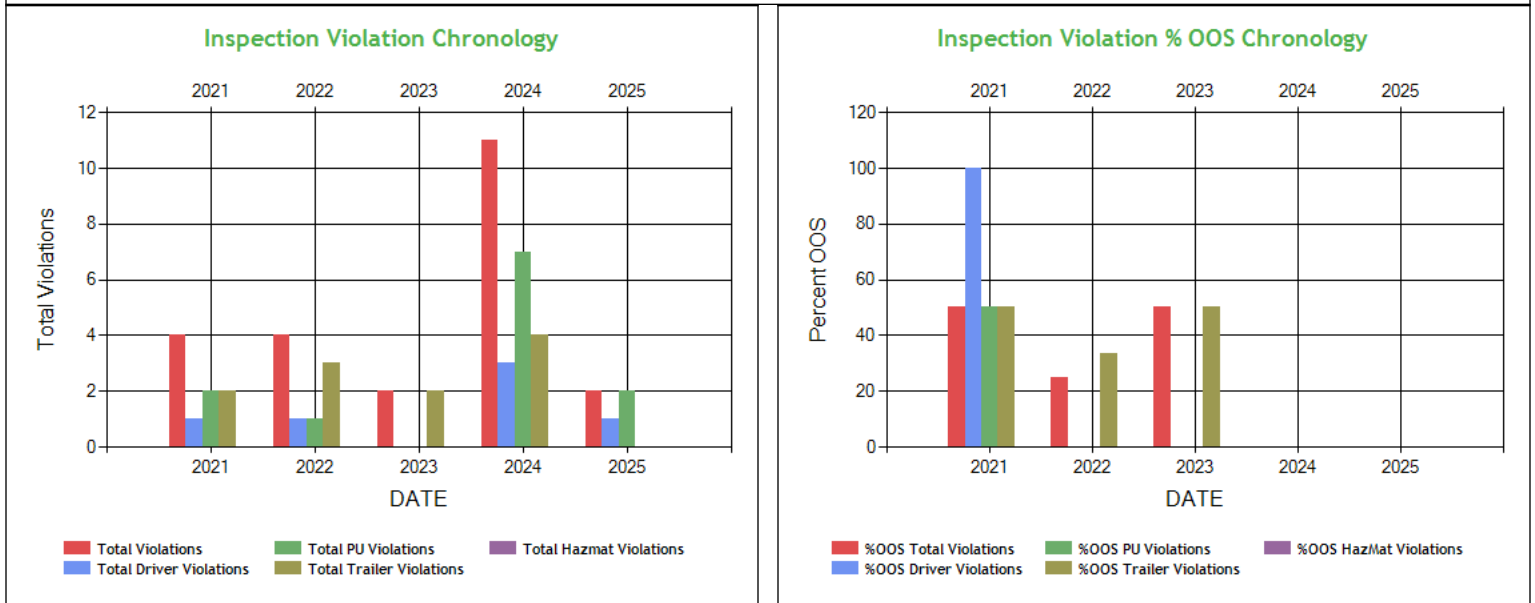 Inspection Violation Chronology
2021 2022 2023 2024 2025
12
10
8
6
4
2
0
Total Violations
2021 2022 2023 2024 2025
DATE
Total Violations Total PU Violations Total Hazmat Violations
Total Driver Violations Total Trailer Violations
Inspection Violation % OOS Chronology
2021 2022 2023 2024 2025
120
100
80
60
40
20
0
Percent OOS
2021 2022 2023 2024 2025
DATE
%OOS Total Violations %OOS PU Violations %OOS HazMat Violations
%OOS Driver Violations %OOS Trailer Violations